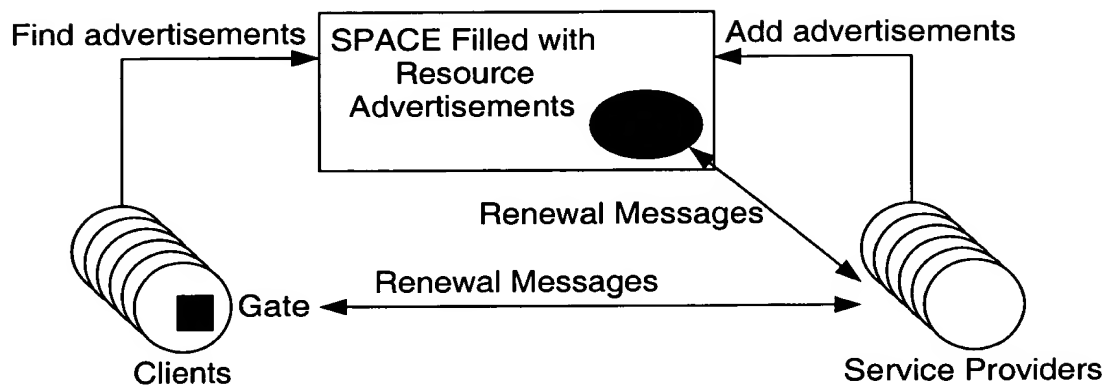 Find advertisements
SPACE Filled with
Resource
Advertisements
Add advertisements
Renewal Messages
Renewal Messages
Gate
Clients
Service Providers